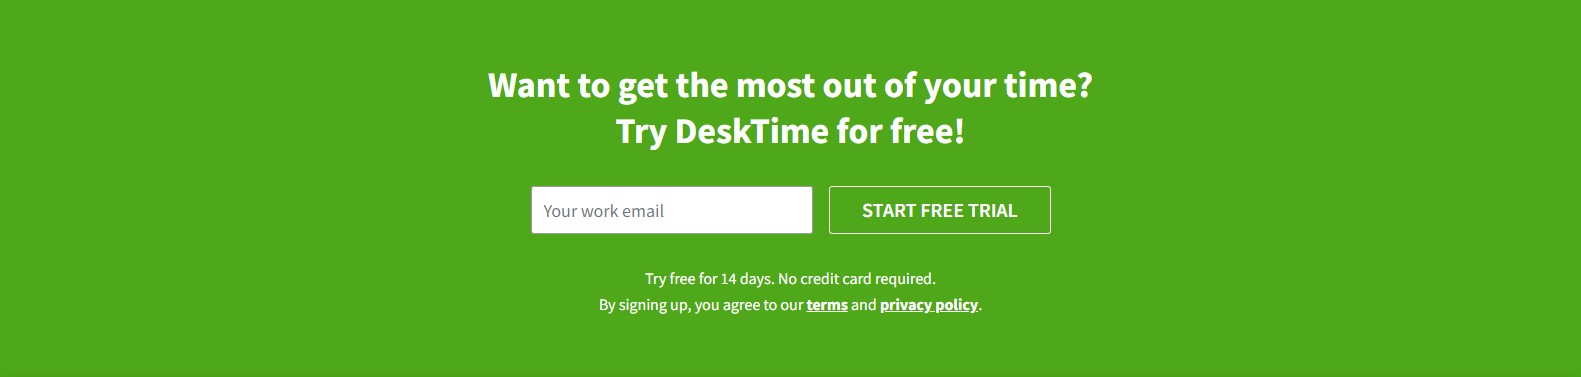 Want to get the most out of your time?
Try DeskTime for free!
Your work email
START FREE TRIAL
Try free for 14 days. No credit card required.
By signing up, you agree to our terms and privacy policy.